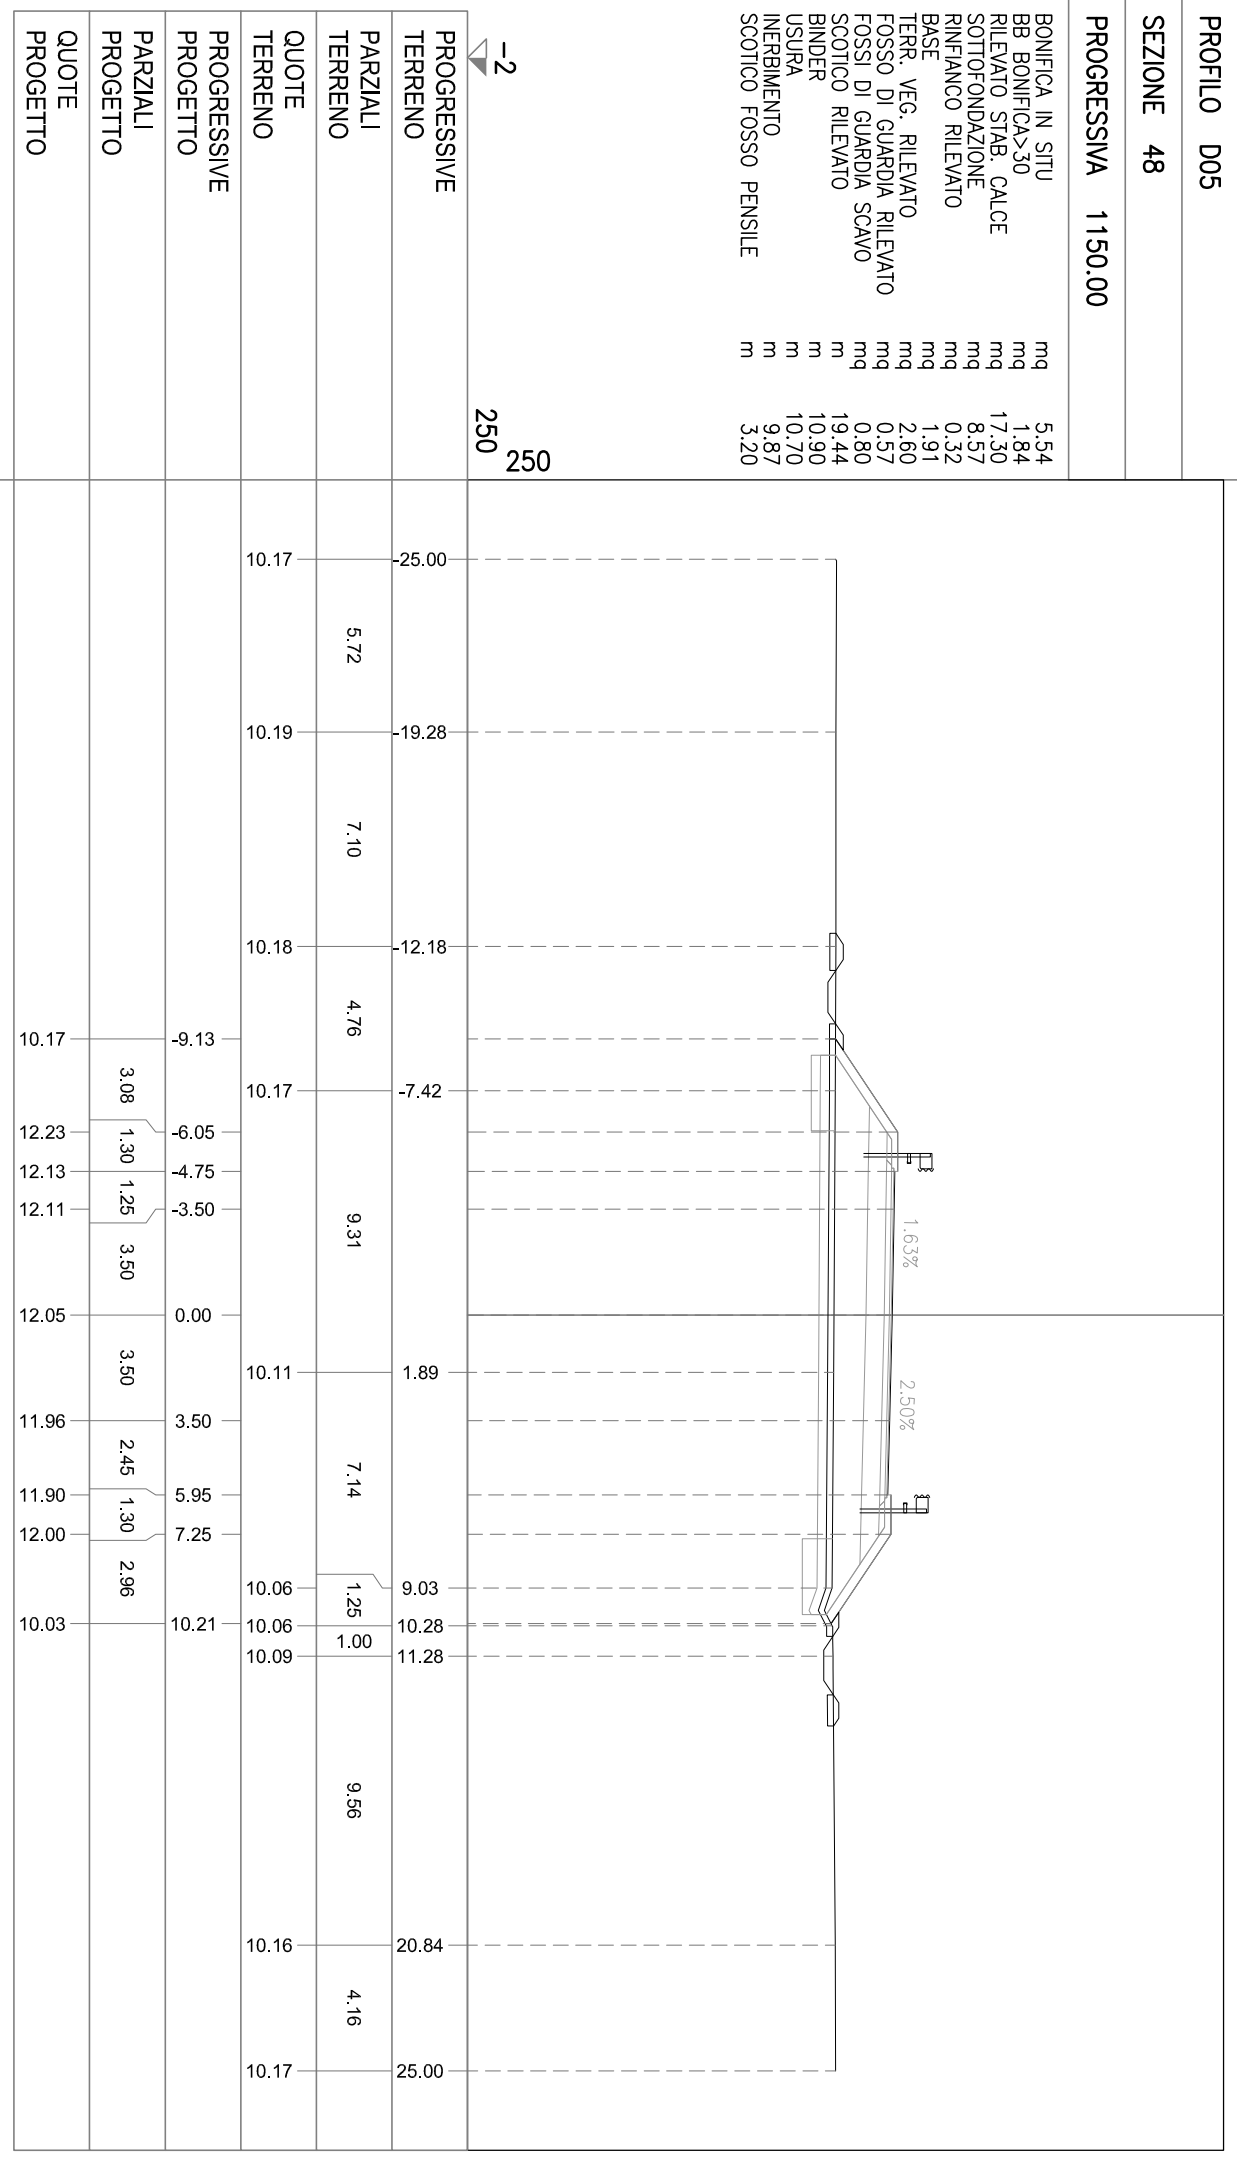 PROFILO D05
SEZIONE 48
PROGRESSIVA 1150.00
BONIFICA IN SITU mq 5.54
BB BONIFICA>30 mq 1.84
RILEVATO STAB. CALCE mq 17.30
SOTTOFONDAZIONE mq 8.57
RINFIANCO RILEVATO mq 0.32
BASE mq 1.91
TERR. VEG. RILEVATO mq 2.60
FOSSO DI GUARDIA RILEVATO mq 0.57
FOSSI DI GUARDIA SCAVO mq 0.80
SCOTICO RILEVATO m 19.44
BINDER m 10.90
USURA m 10.70
INERBIMENTO m 9.87
SCOTICO FOSSO PENSILE m 3.20
1.63%
2.50%
250
-2
250
PROGRESSIVE
TERRENO
-25.00 -19.28 -12.18 -7.42 1.89 9.03 10.28 11.28 20.84 25.00
PARZIALI
TERRENO
5.72 7.10 4.76 9.31 7.14 1.25 1.00 9.56 4.16
QUOTE
TERRENO
10.17 10.19 10.18 10.17 10.11 10.06 10.06 10.09 10.16 10.17
PROGRESSIVE
PROGETTO
-9.13 -6.05 -4.75 -3.50 0.00 3.50 5.95 7.25 10.21
PARZIALI
PROGETTO
3.08 1.30 1.25 3.50 3.50 2.45 1.30 2.96
QUOTE
PROGETTO
10.17 12.23 12.13 12.11 12.05 11.96 11.90 12.00 10.03